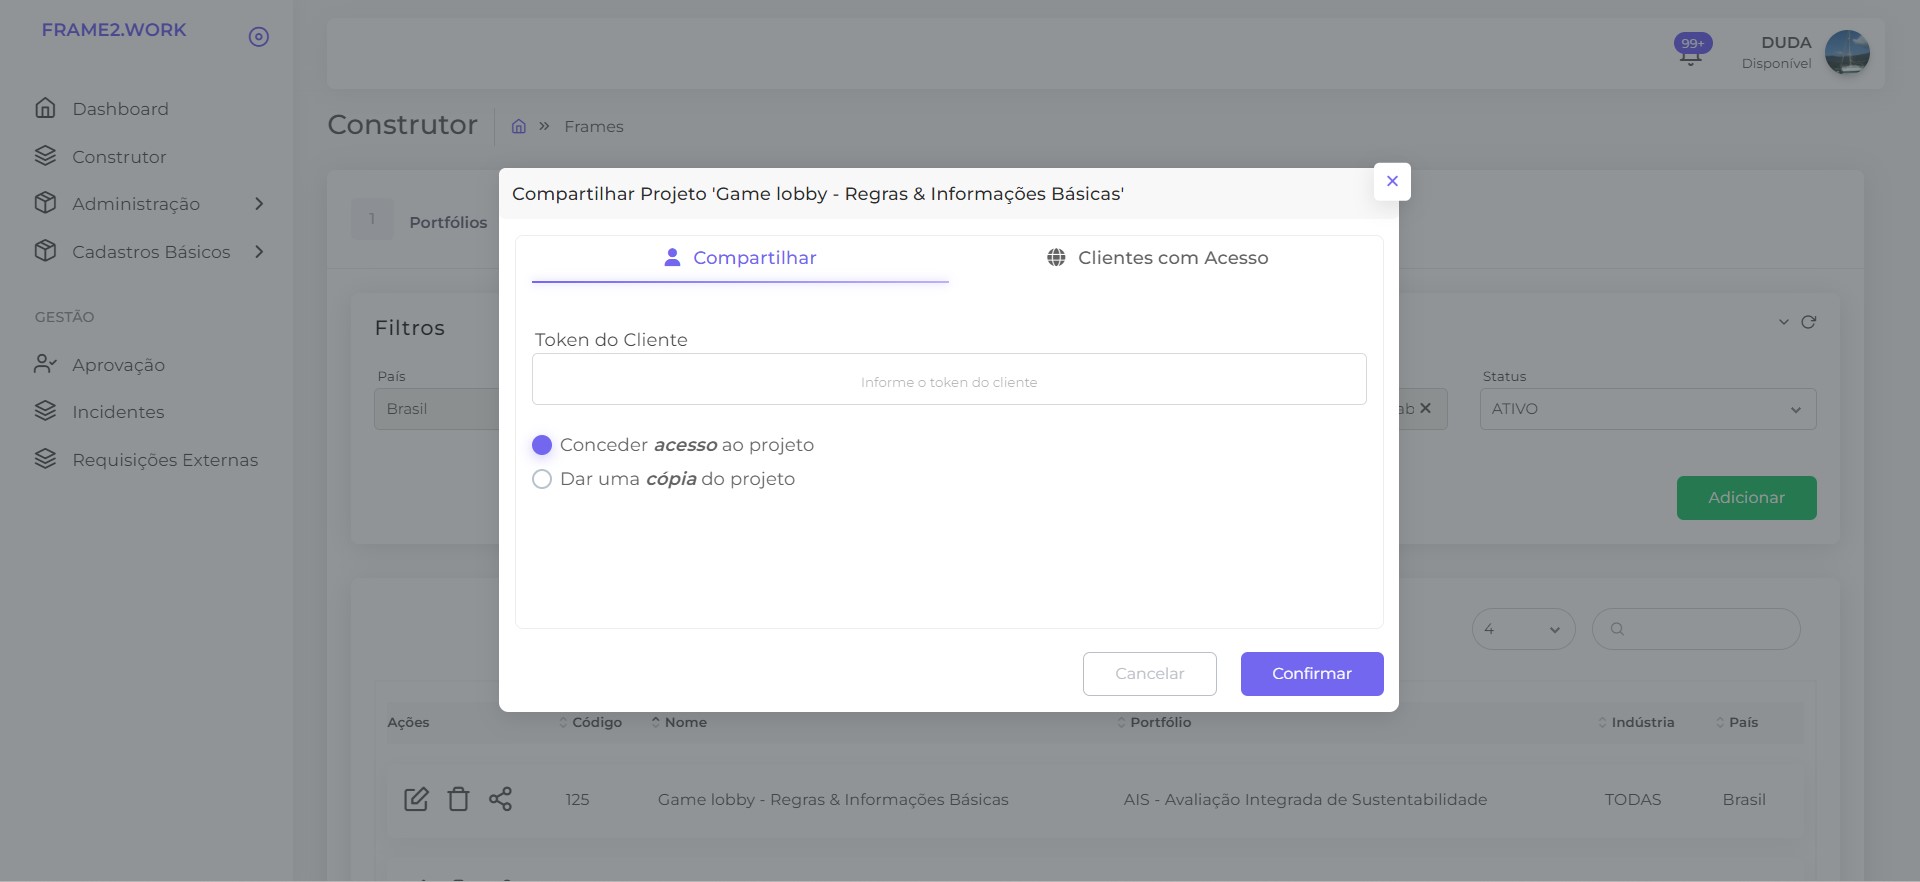 FRAME2.WORK
Dashboard
Construtor
Administração
Cadastros Básicos
GESTÃO
Aprovação
Incidentes
Requisições Externas
99+
DUDA
Disponível
Construtor
Frames
1
Portfólios
Filtros
País
Brasil
ab
Status
ATIVO
Adicionar
Compartilhar Projeto 'Game lobby - Regras & Informações Básicas'
Compartilhar
Clientes com Acesso
Token do Cliente
Informe o token do cliente
Conceder acesso ao projeto
Dar uma cópia do projeto
Cancelar
Confirmar
4
Ações Código Nome Portfólio Indústria País
125 Game lobby - Regras & Informações Básicas AIS - Avaliação Integrada de Sustentabilidade TODAS Brasil